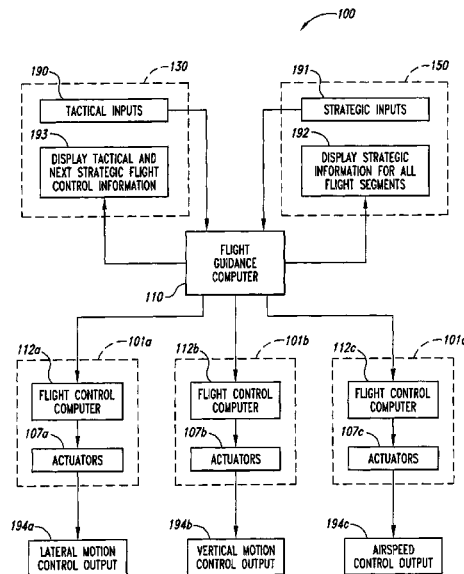 100
130
150
190
191
TACTICAL INPUTS
STRATEGIC INPUTS
193
192
DISPLAY TACTICAL AND
NEXT STRATEGIC FLIGHT
CONTROL INFORMATION
DISPLAY STRATEGIC
INFORMATION FOR ALL
FLIGHT SEGMENTS
FLIGHT
GUIDANCE
COMPUTER
110
101a
101b
101c
112a
112b
112c
FLIGHT CONTROL
COMPUTER
FLIGHT CONTROL
COMPUTER
FLIGHT CONTROL
COMPUTER
107a
107b
107c
ACTUATORS
ACTUATORS
ACTUATORS
194a
194b
194c
LATERAL MOTION
CONTROL OUTPUT
VERTICAL MOTION
CONTROL OUTPUT
AIRSPEED
CONTROL OUTPUT